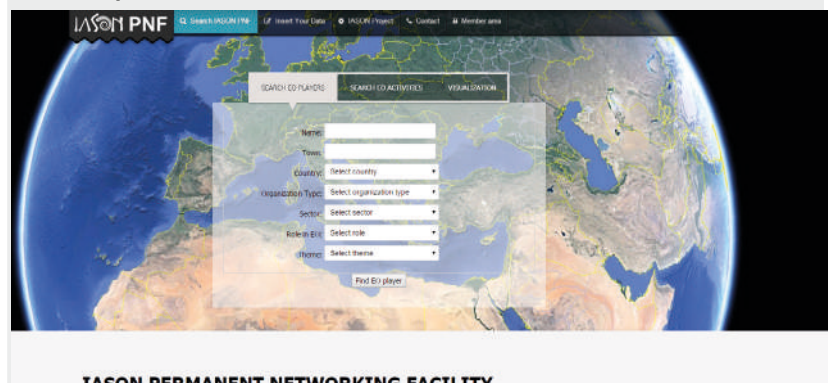 IASON PNF Search IASON PNF Insert Your Data IASON Project Contact Member area
SEARCH EO PLAYERS SEARCH EO ACTIVITIES VISUALIZATION
Name:
Town:
Country: Select country
Organization Type: Select organization type
Sector: Select sector
Role in EO: Select role
Theme: Select theme
Find EO player
IASON PERMANENT NETWORKING FACILITY